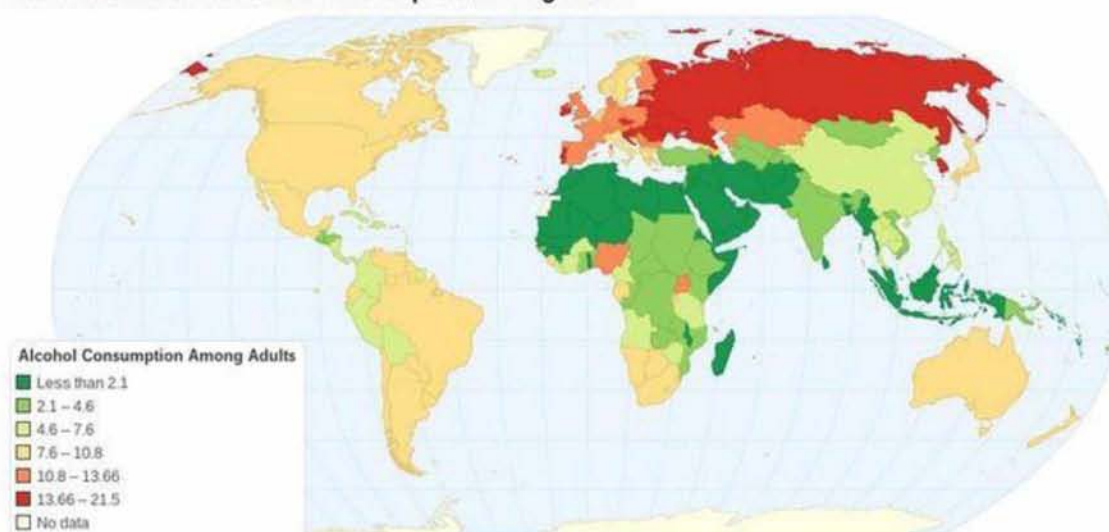 Alcohol Consumption Among Adults
Less than 2.1
2.1 – 4.6
4.6 – 7.6
7.6 – 10.8
10.8 – 13.66
13.66 – 21.5
No data